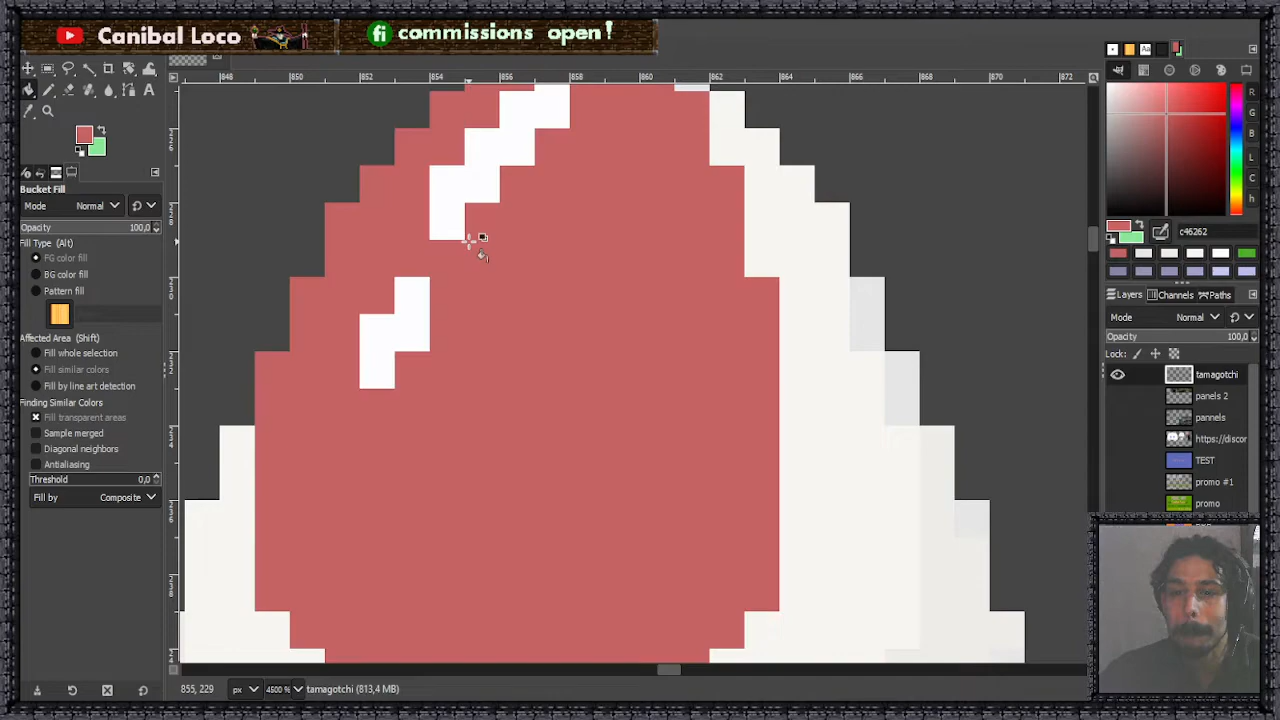 Canibal Loco
fi commissions open!
848 850 852 854 856 858 860 862 864 866 868 870 872
Bucket Fill
Mode Normal
Opacity 100,0
Fill Type (Alt)
FG color fill
BG color fill
Pattern fill
Affected Area (Shift)
Fill whole selection
Fill similar colors
Fill by line art detection
Finding Similar Colors
Fill transparent areas
Sample merged
Diagonal neighbors
Antialiasing
Threshold 0,0
Fill by Composite
R
G
B
L
C
h
c46262
Layers Channels Paths
Mode Normal
Opacity 100,0
Lock:
tamagotchi
panels 2
pannels
https://discor
TEST
promo #1
promo
855, 229 px 4500 % tamagotchi (813,4 MB)